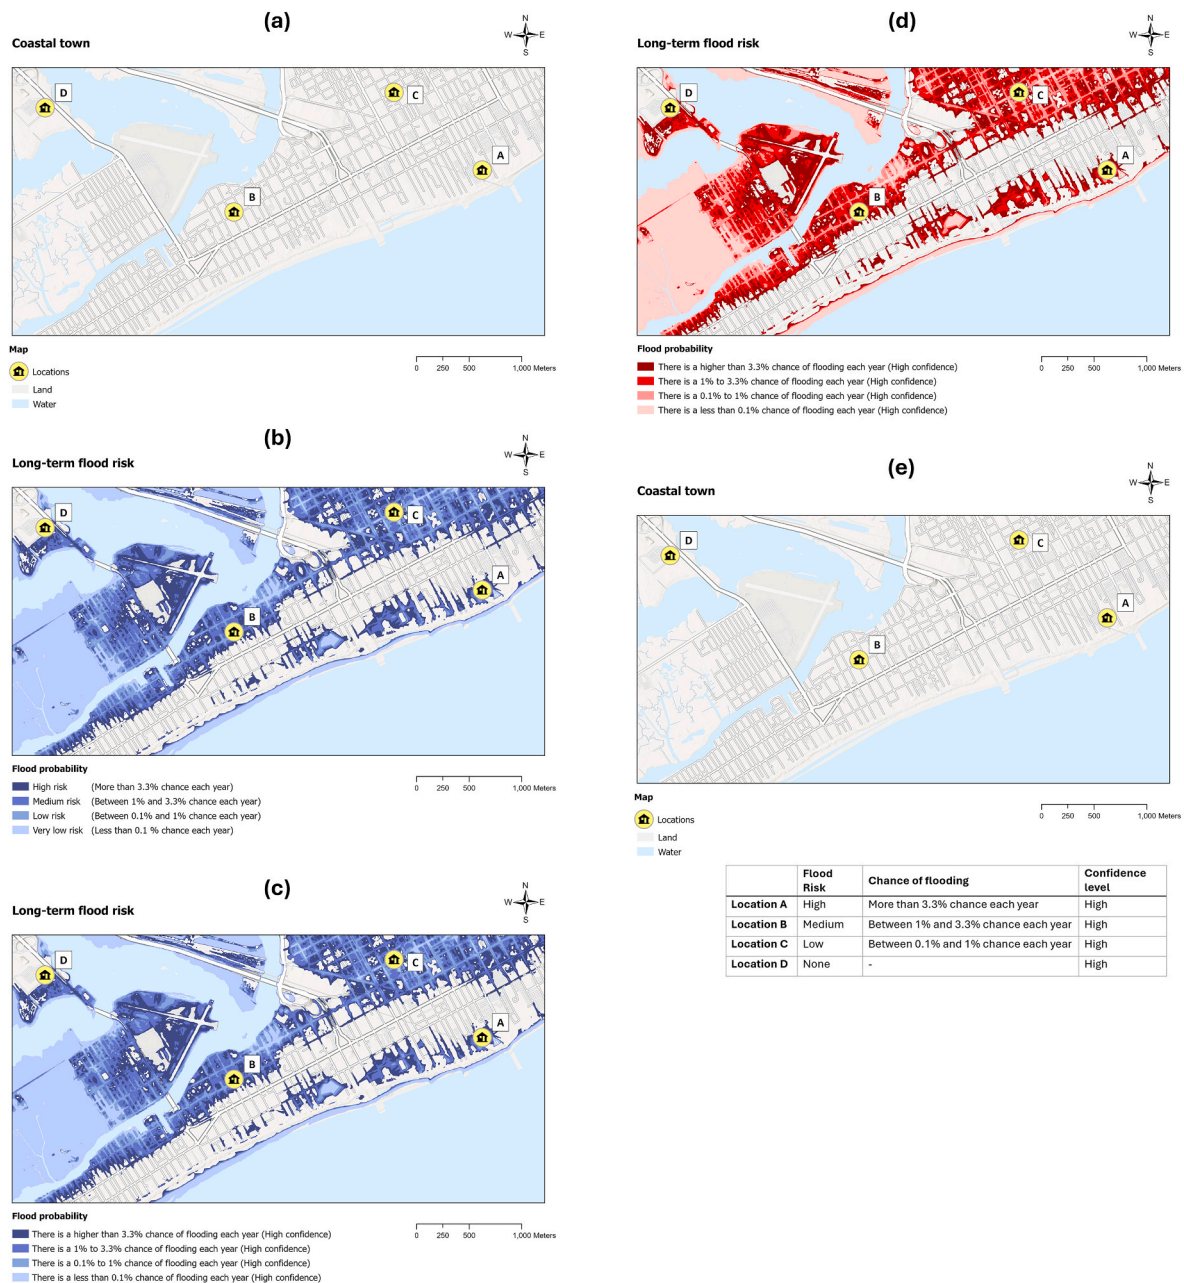 (a)
Coastal town
N
W E
S
D
C
A
B
Map
Locations
Land
Water
0 250 500 1,000 Meters
(b)
Long-term flood risk
N
W E
S
D
C
A
B
Flood probability
High risk (More than 3.3% chance each year)
Medium risk (Between 1% and 3.3% chance each year)
Low risk (Between 0.1% and 1% chance each year)
Very low risk (Less than 0.1 % chance each year)
0 250 500 1,000 Meters
(c)
Long-term flood risk
N
W E
S
D
C
A
B
Flood probability
There is a higher than 3.3% chance of flooding each year (High confidence)
There is a 1% to 3.3% chance of flooding each year (High confidence)
There is a 0.1% to 1% chance of flooding each year (High confidence)
There is a less than 0.1% chance of flooding each year (High confidence)
0 250 500 1,000 Meters
(d)
Long-term flood risk
N
W E
S
D
C
A
B
Flood probability
There is a higher than 3.3% chance of flooding each year (High confidence)
There is a 1% to 3.3% chance of flooding each year (High confidence)
There is a 0.1% to 1% chance of flooding each year (High confidence)
There is a less than 0.1% chance of flooding each year (High confidence)
0 250 500 1,000 Meters
(e)
Coastal town
N
W E
S
D
C
A
B
Map
Locations
Land
Water
0 250 500 1,000 Meters
Flood Risk Chance of flooding Confidence level
Location A High More than 3.3% chance each year High
Location B Medium Between 1% and 3.3% chance each year High
Location C Low Between 0.1% and 1% chance each year High
Location D None - High